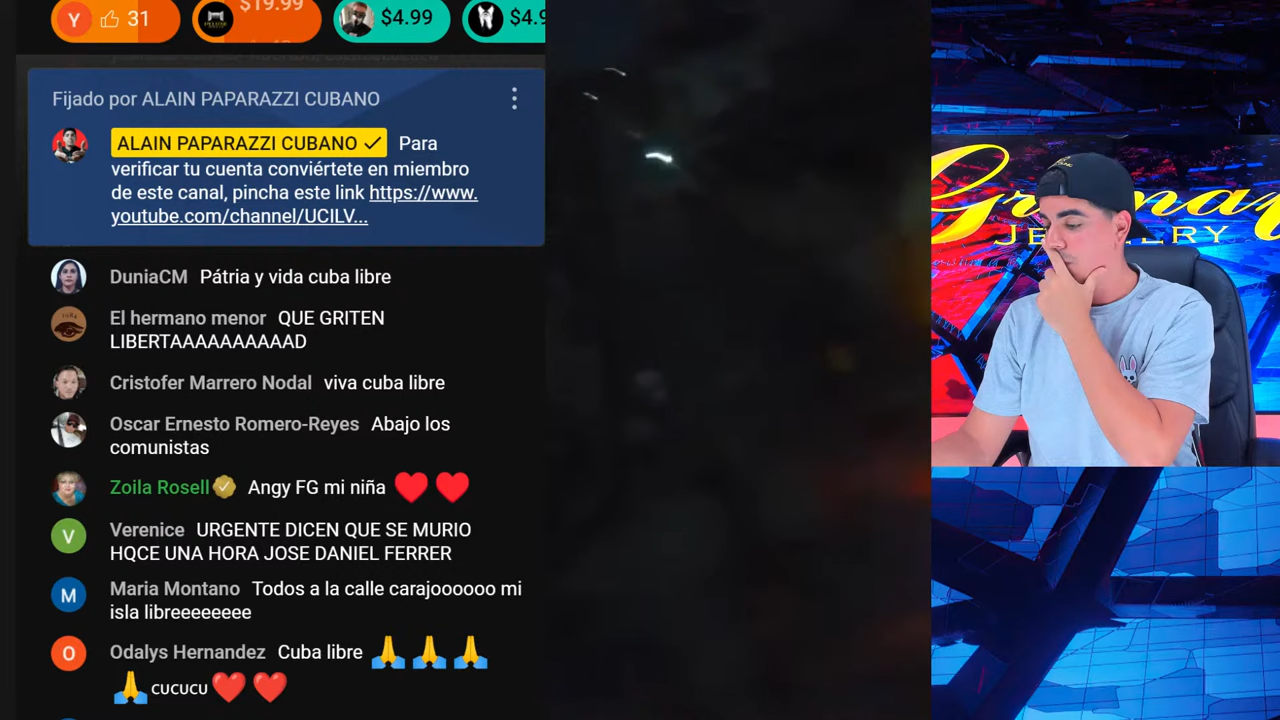 Y 31
$19.99
$4.99
Fijado por ALAIN PAPARAZZI CUBANO
ALAIN PAPARAZZI CUBANO Para
verificar tu cuenta conviértete en miembro
de este canal, pincha este link https://www.
youtube.com/channel/UCILV...
DuniaCM Pátria y vida cuba libre
El hermano menor QUE GRITEN
LIBERTAAAAAAAAAAD
Cristofer Marrero Nodal viva cuba libre
Oscar Ernesto Romero-Reyes Abajo los
comunistas
Zoila Rosell Angy FG mi niña ❤️ ❤️
V
Verenice URGENTE DICEN QUE SE MURIO
HQCE UNA HORA JOSE DANIEL FERRER
M
Maria Montano Todos a la calle carajoooooo mi
isla libreeeeeeee
O
Odalys Hernandez Cuba libre 🙏 🙏 🙏
🙏 ᴄᴜᴄᴜᴄᴜ ❤️ ❤️
JEWELRY